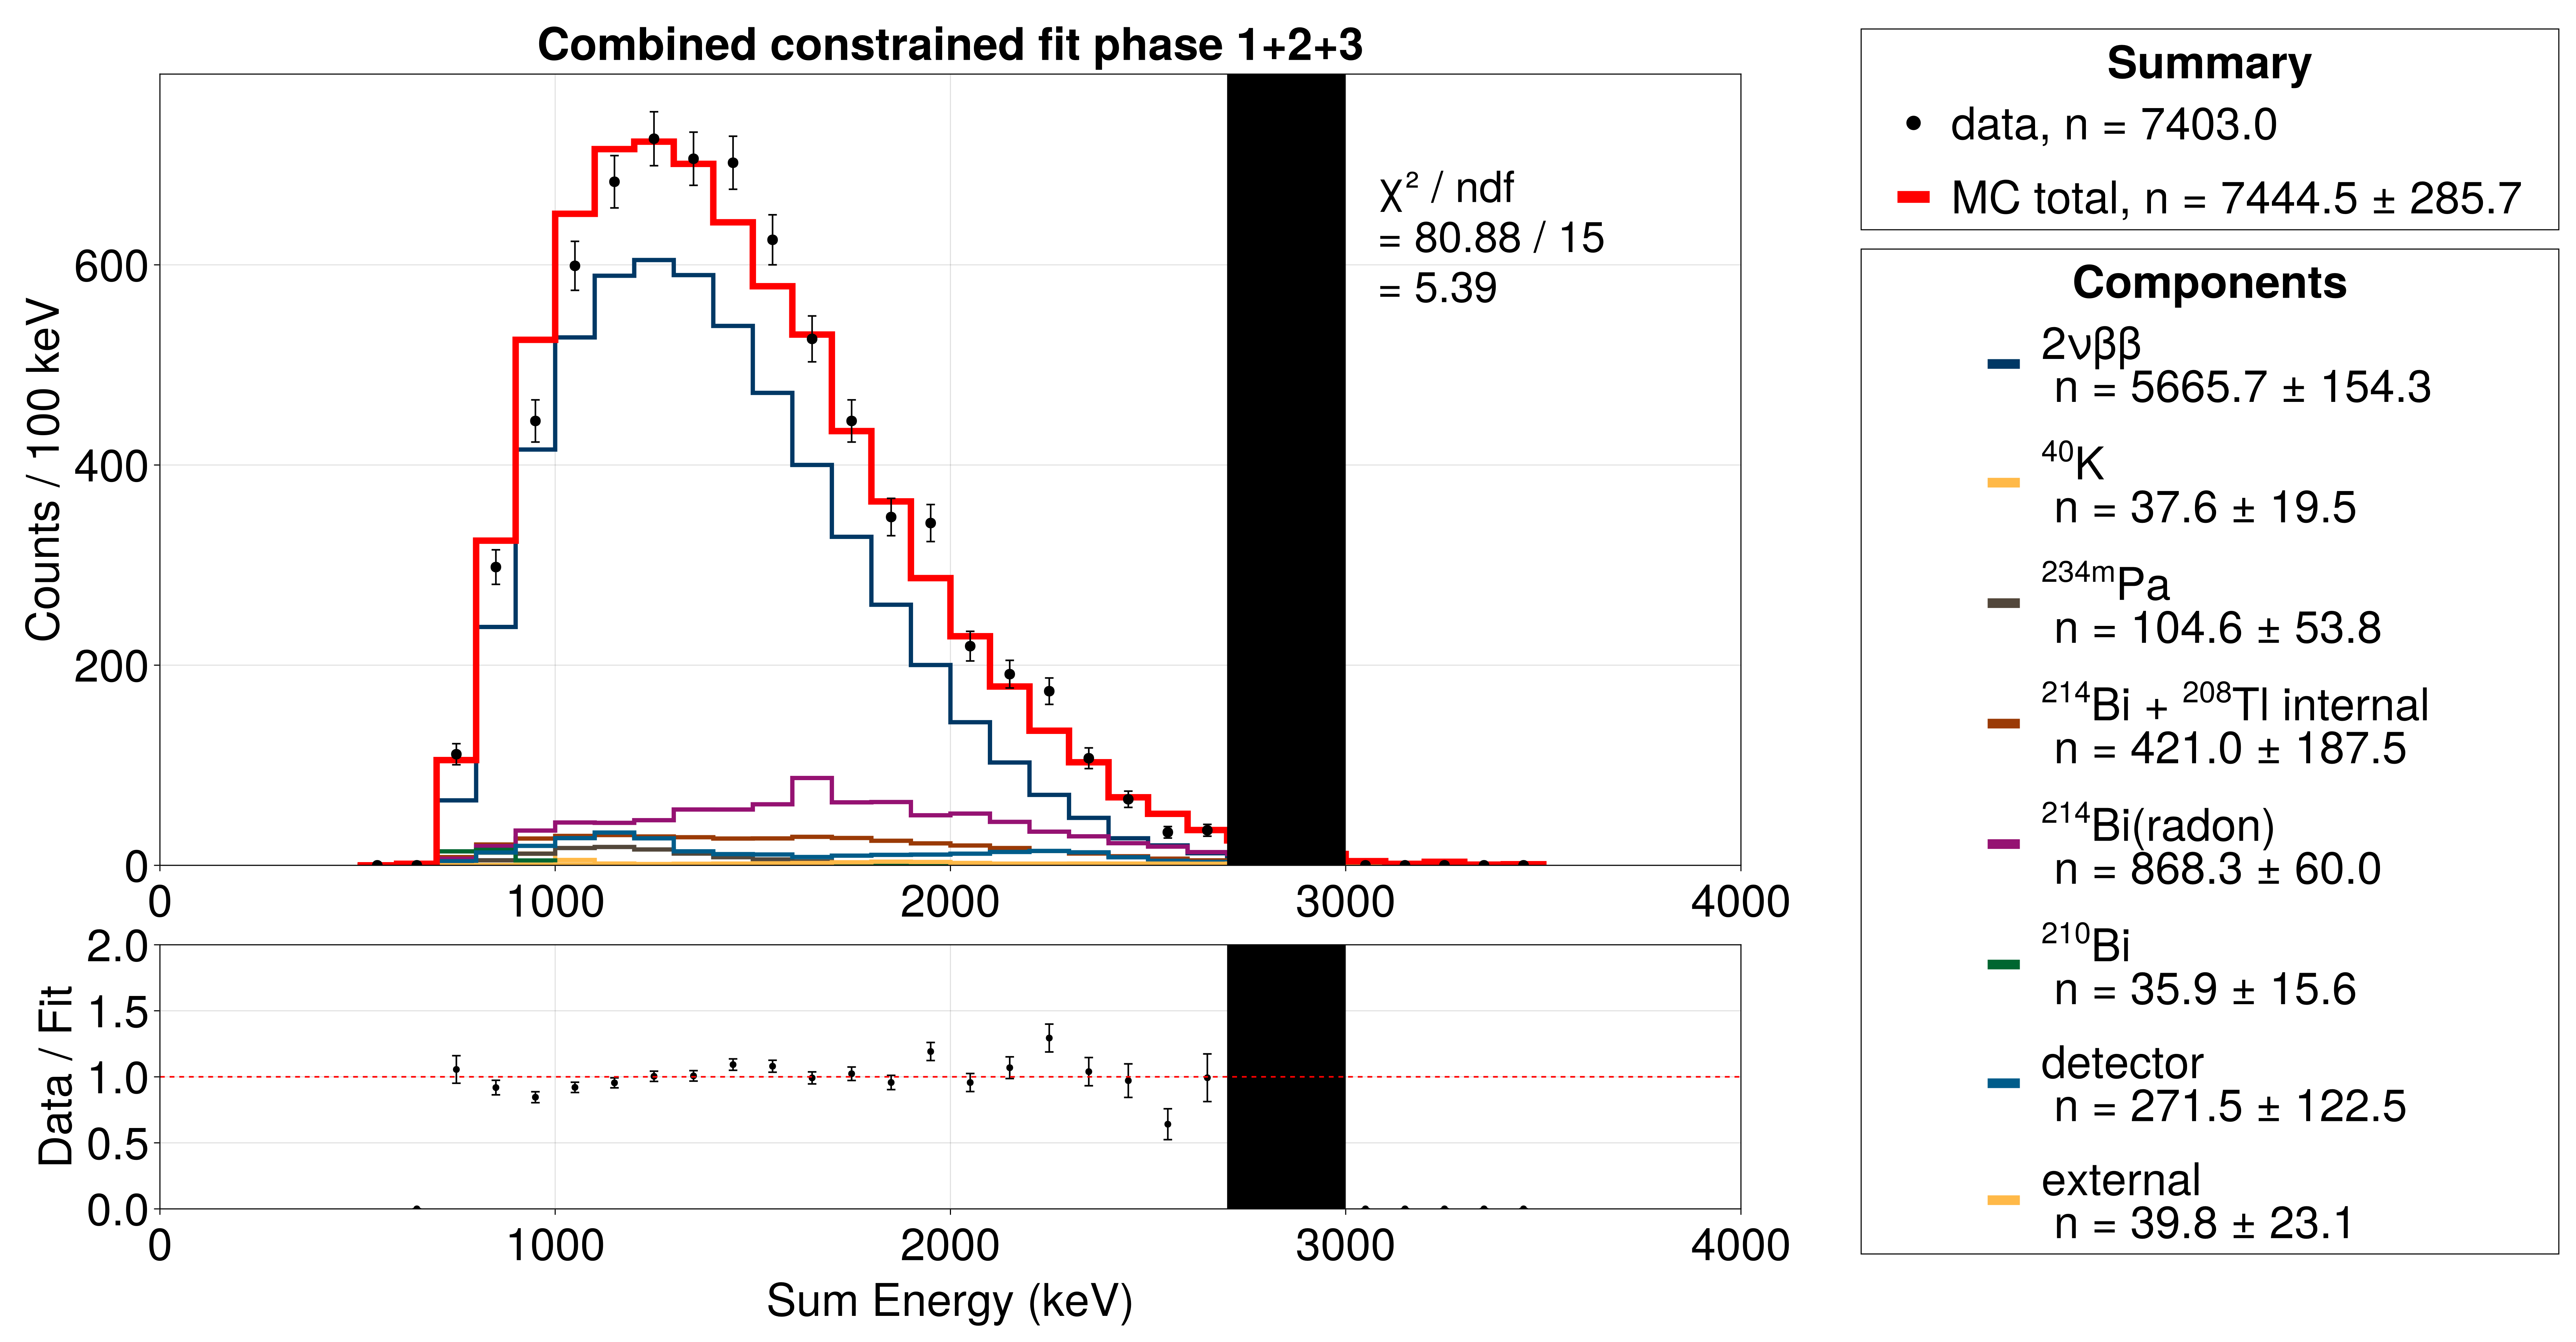 Combined constrained fit phase 1+2+3
Counts / 100 keV
600
400
200
0
0
1000
2000
3000
4000
χ² / ndf
= 80.88 / 15
= 5.39
Data / Fit
2.0
1.5
1.0
0.5
0.0
0
1000
2000
3000
4000
Sum Energy (keV)
Summary
data, n = 7403.0
MC total, n = 7444.5 ± 285.7
Components
2νββ
n = 5665.7 ± 154.3
⁴⁰K
n = 37.6 ± 19.5
²³⁴ᵐPa
n = 104.6 ± 53.8
²¹⁴Bi + ²⁰⁸Tl internal
n = 421.0 ± 187.5
²¹⁴Bi(radon)
n = 868.3 ± 60.0
²¹⁰Bi
n = 35.9 ± 15.6
detector
n = 271.5 ± 122.5
external
n = 39.8 ± 23.1